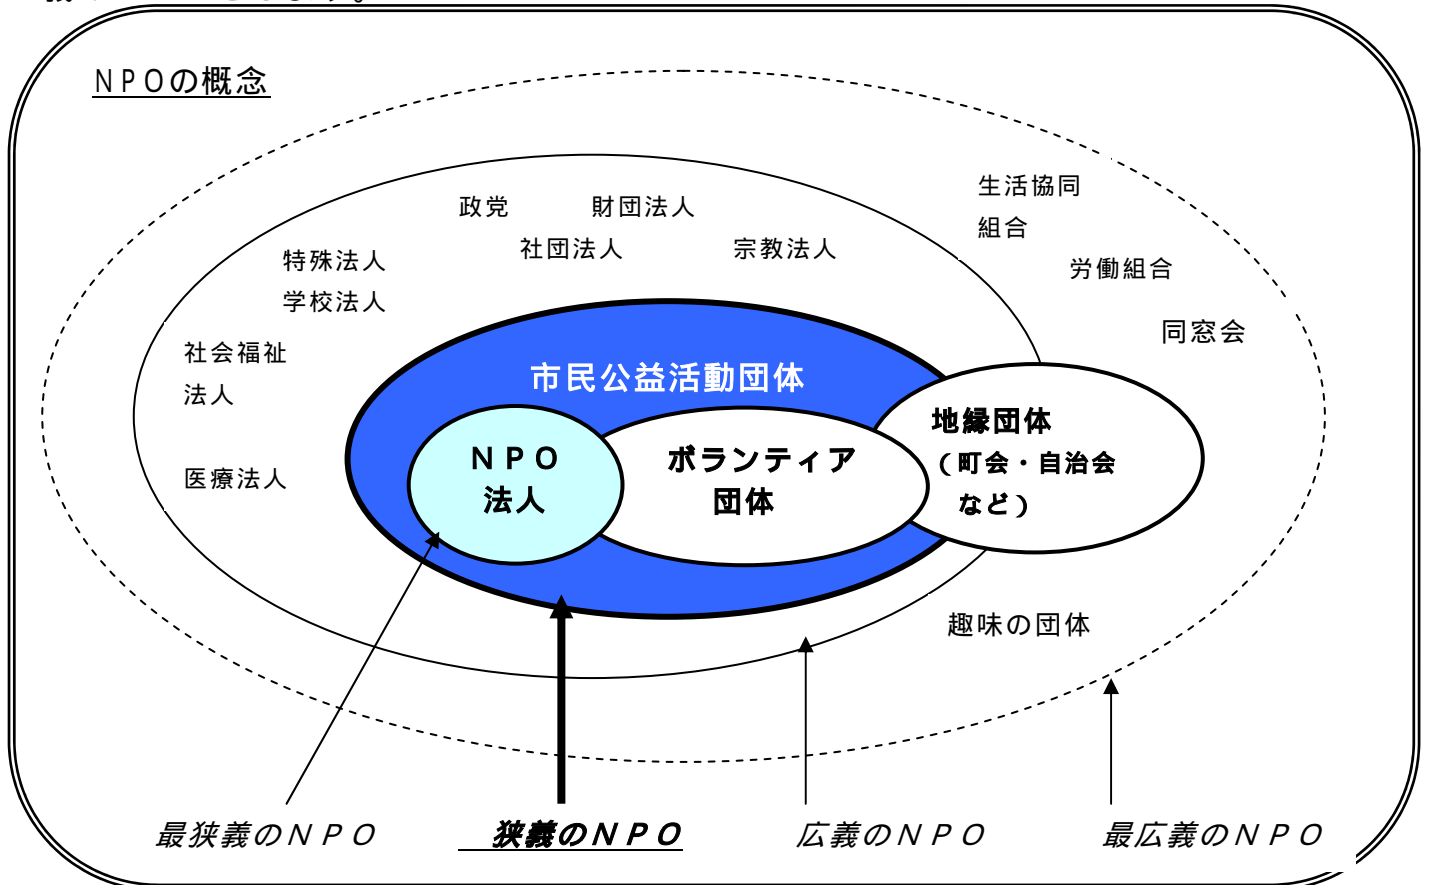 ＮＰＯの概念
政党
財団法人
社団法人
宗教法人
特殊法人
学校法人
社会福祉
法人
医療法人
生活協同
組合
労働組合
同窓会
市民公益活動団体
ＮＰＯ
法人
ボランティア
団体
地縁団体
（町会・自治会
など）
趣味の団体
最狭義のＮＰＯ
狭義のＮＰＯ
広義のＮＰＯ
最広義のＮＰＯ